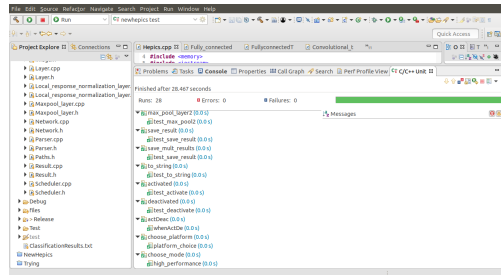 File Edit Source Refactor Navigate Search Project Run Window Help
Run
newhepics test
Quick Access
Project Explorer
Connections
Hepics.cpp
Fully_connected
FullyconnectedT
Convolutional_t
Layer.cpp
Layer.h
Local_response_normalization_layer
Local_response_normalization_layer
Maxpool_layer.cpp
Maxpool_layer.h
Network.cpp
Network.h
Parser.cpp
Parser.h
Paths.h
Result.cpp
Result.h
Scheduler.cpp
Scheduler.h
Debug
files
Release
Test
gtest
ClassificationResults.txt
NewHepics
Trying
4 #include <memory>
Problems Tasks Console Properties Call Graph Search Perf Profile View C/C++ Unit
Finished after 28.467 seconds
Runs: 28 Errors: 0 Failures: 0
Messages
max_pool_layer2 (0.0 s)
test_max_pool2 (0.0 s)
save_result (0.0 s)
test_save_result (0.0 s)
save_mult_results (0.0 s)
test_save_result (0.0 s)
to_string (0.0 s)
test_to_string (0.0 s)
activated (0.0 s)
test_activate (0.0 s)
deactivated (0.0 s)
test_deactivate (0.0 s)
actDeac (0.0 s)
whenActDe (0.0 s)
choose_platform (0.0 s)
platform_choice (0.0 s)
choose_mode (0.0 s)
high_performance (0.0 s)